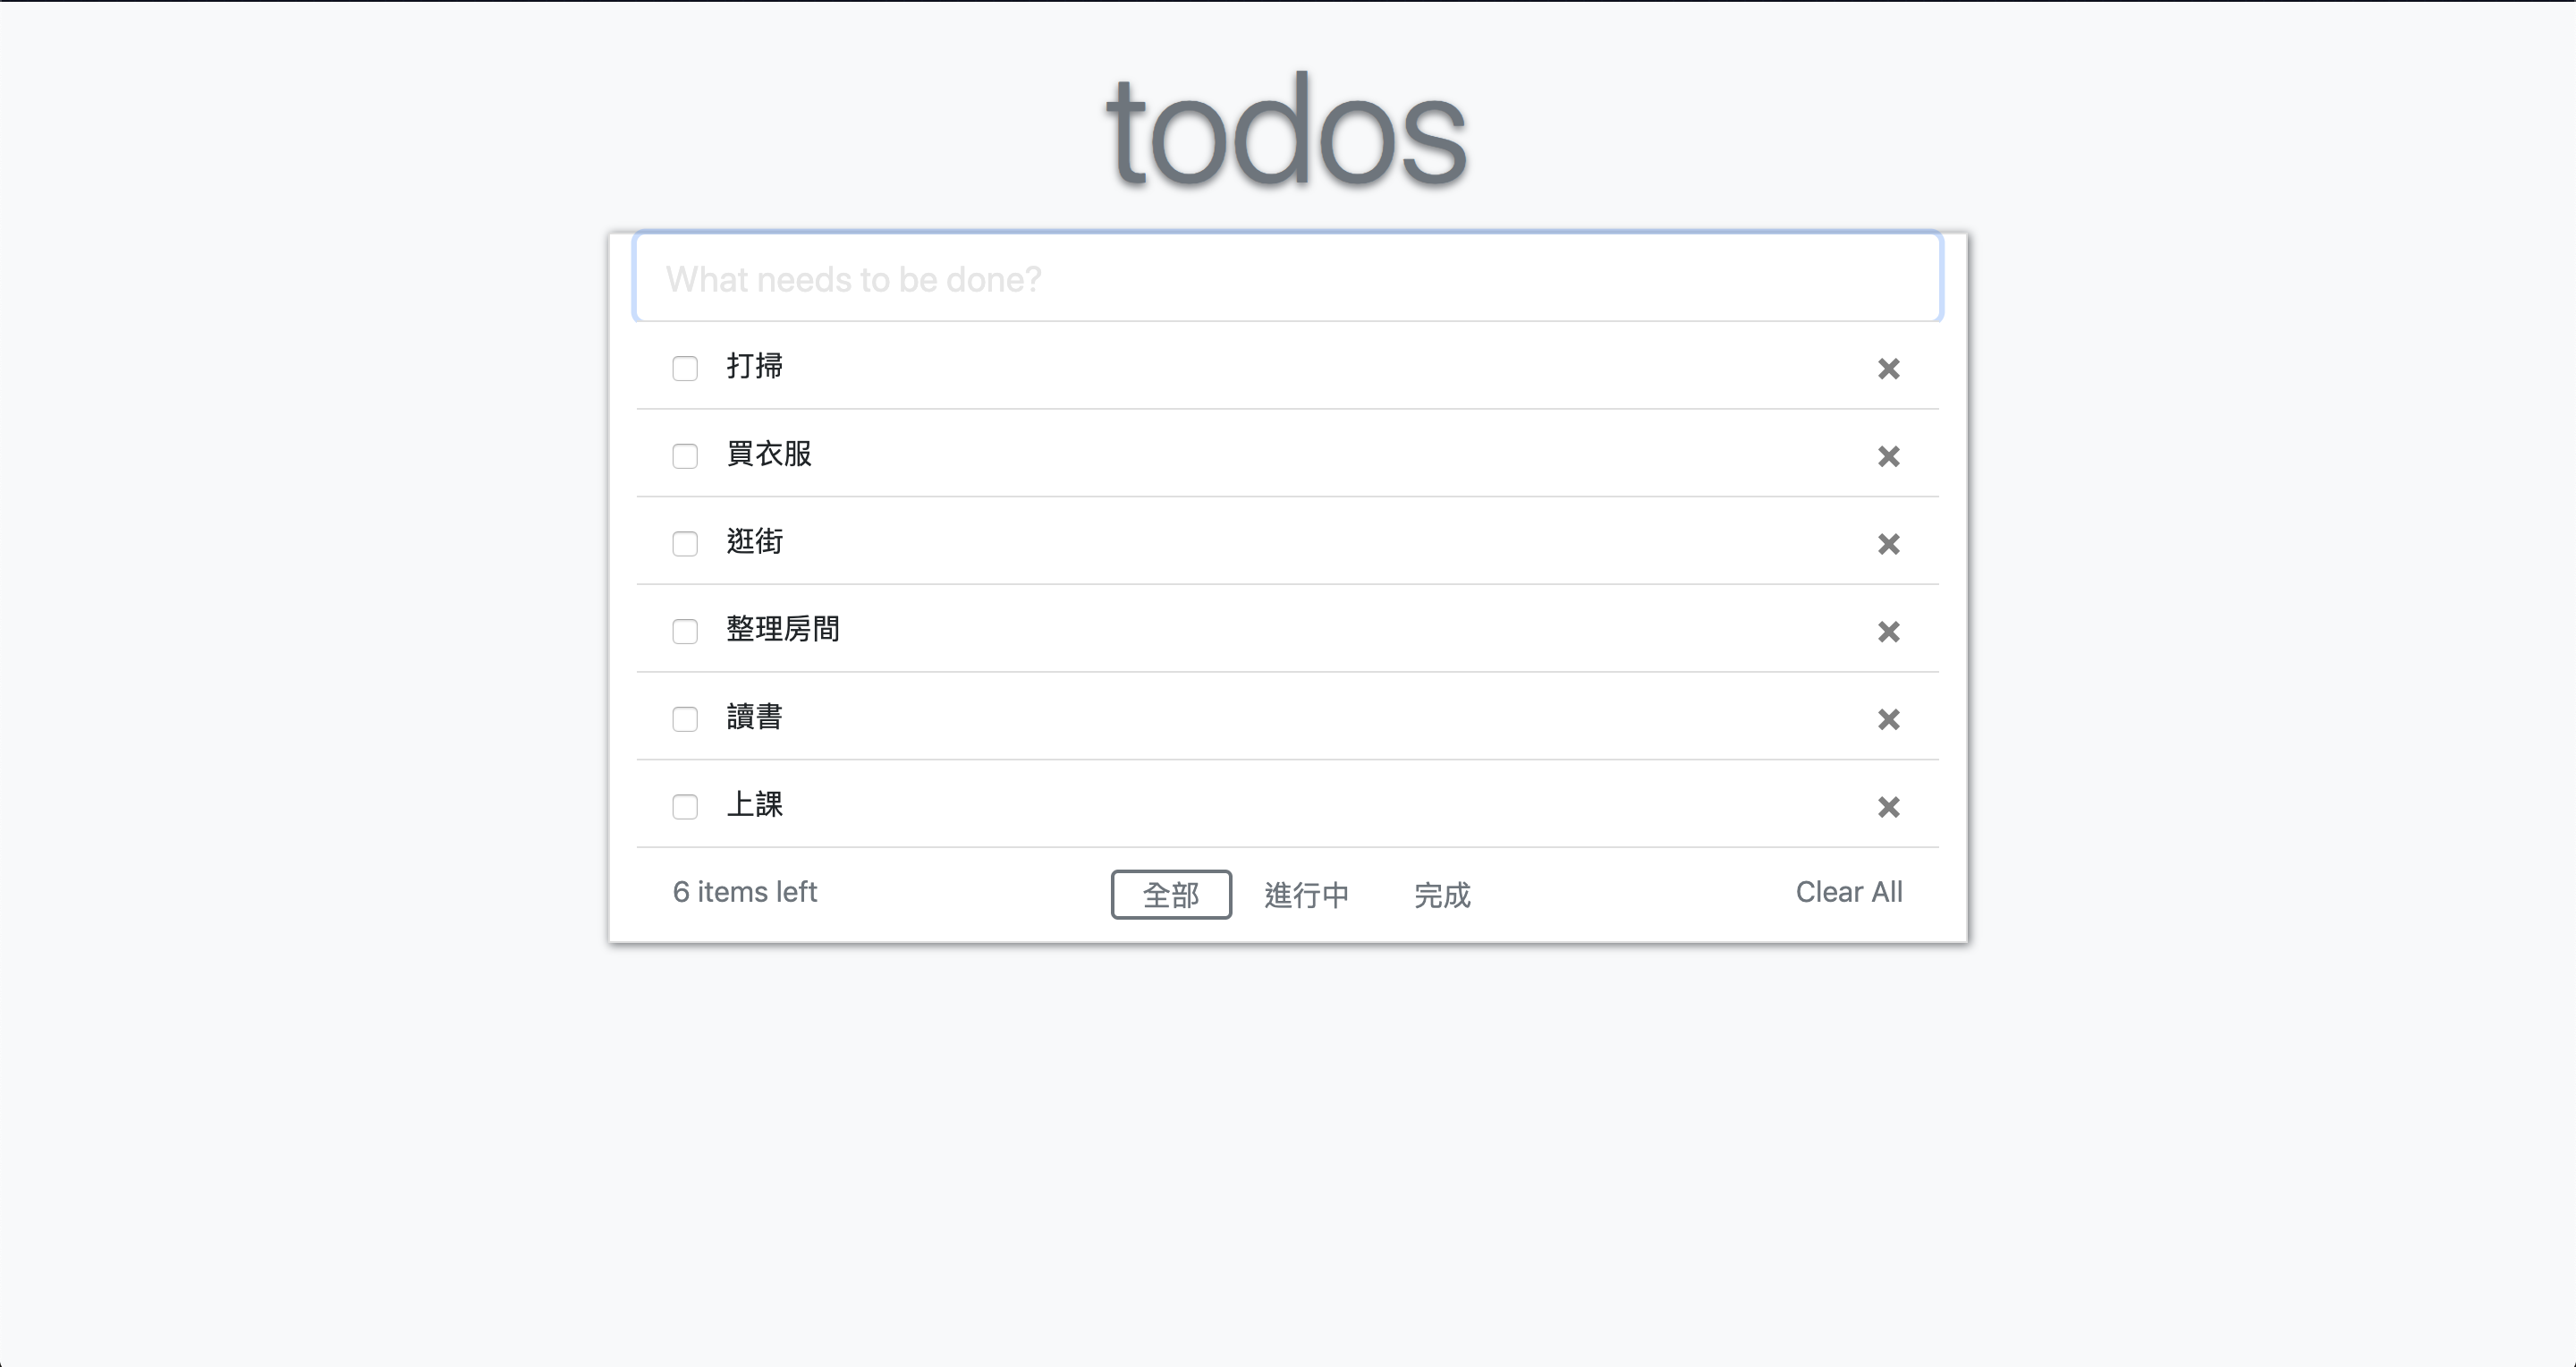 todos
What needs to be done?
打掃
買衣服
逛街
整理房間
讀書
上課
6 items left 全部 進行中 完成 Clear All